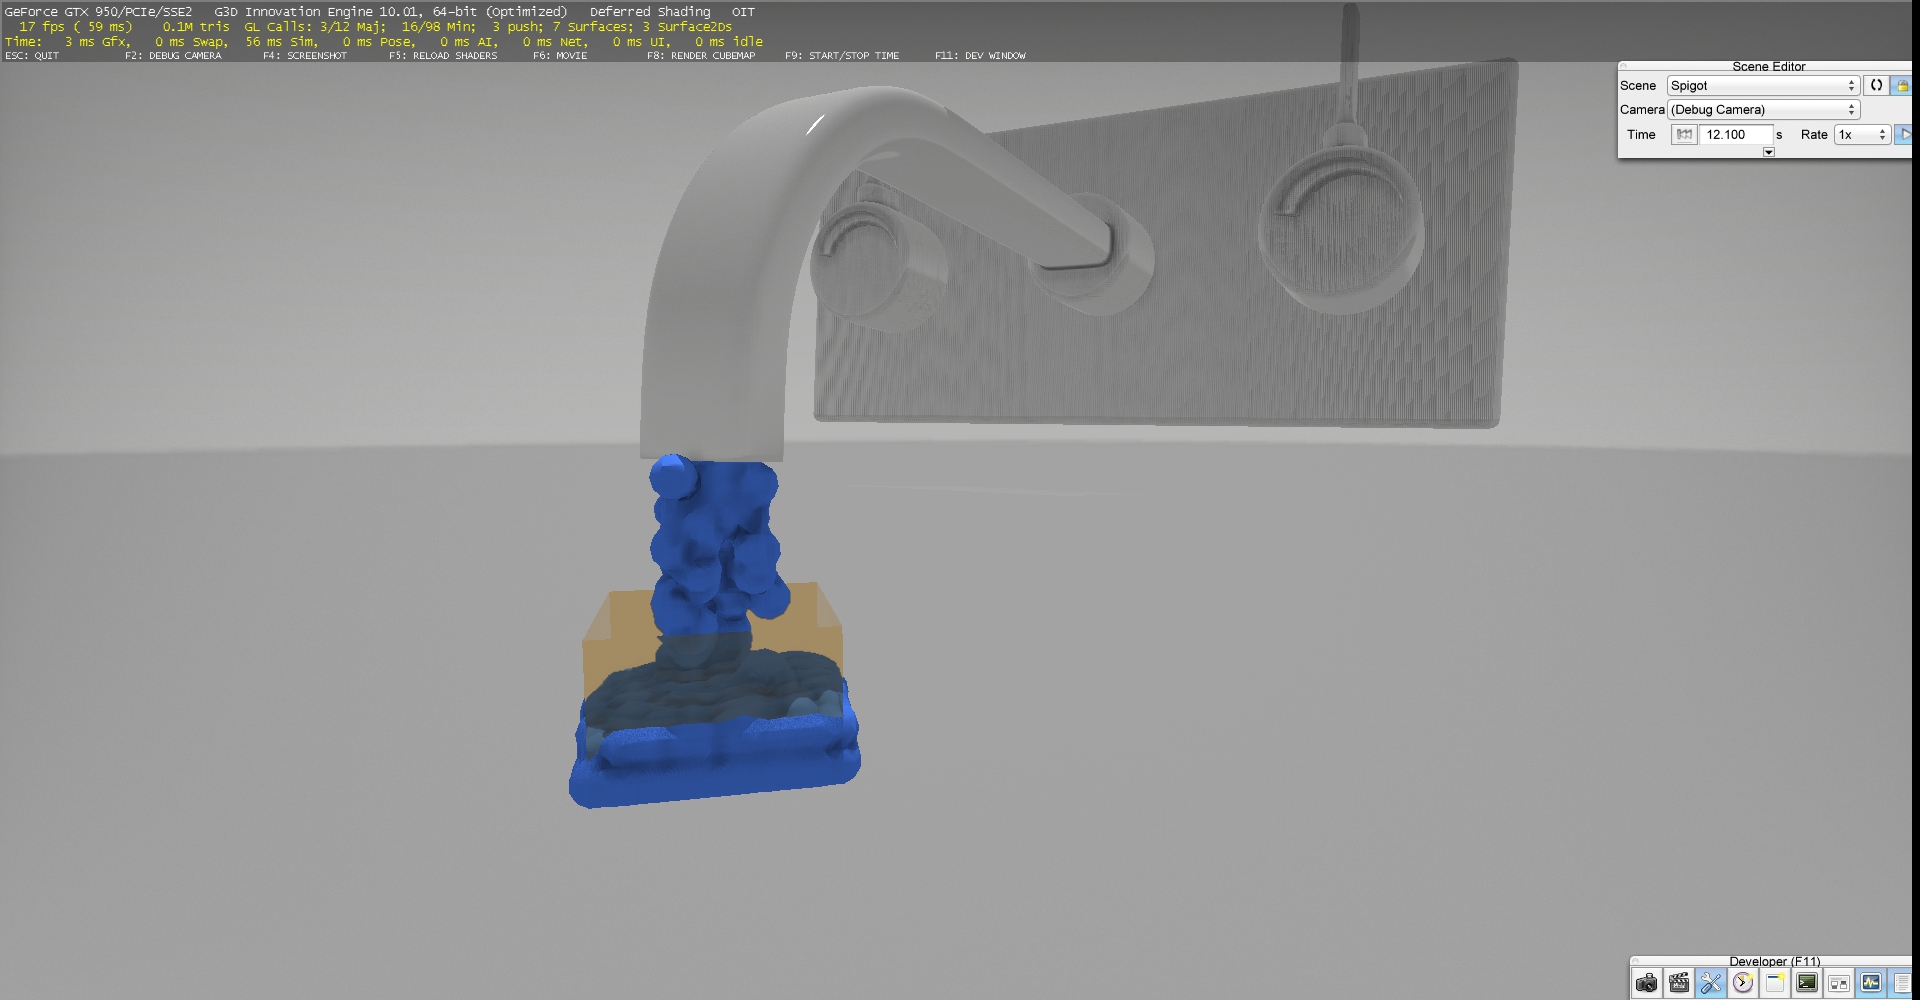 GeForce GTX 950/PCIe/SSE2 G3D Innovation Engine 10.01, 64-bit (Optimized) Deferred Shading OIT
17 fps ( 59 ms) 0.1M tris GL Calls: 3/12 Maj; 16/98 Min; 3 push; 7 Surfaces; 3 Surface2Ds
Time: 3 ms Gfx, 0 ms Swap, 56 ms Sim, 0 ms Pose, 0 ms AI, 0 ms Net, 0 ms UI, 0 ms idle
ESC: QUIT F2: DEBUG CAMERA F4: SCREENSHOT F5: RELOAD SHADERS F6: MOVIE F8: RENDER CUBEMAP F9: START/STOP TIME F11: DEV WINDOW
Scene Editor
Scene Spigot
Camera (Debug Camera)
Time 12.100 s Rate 1x
Developer (F11)